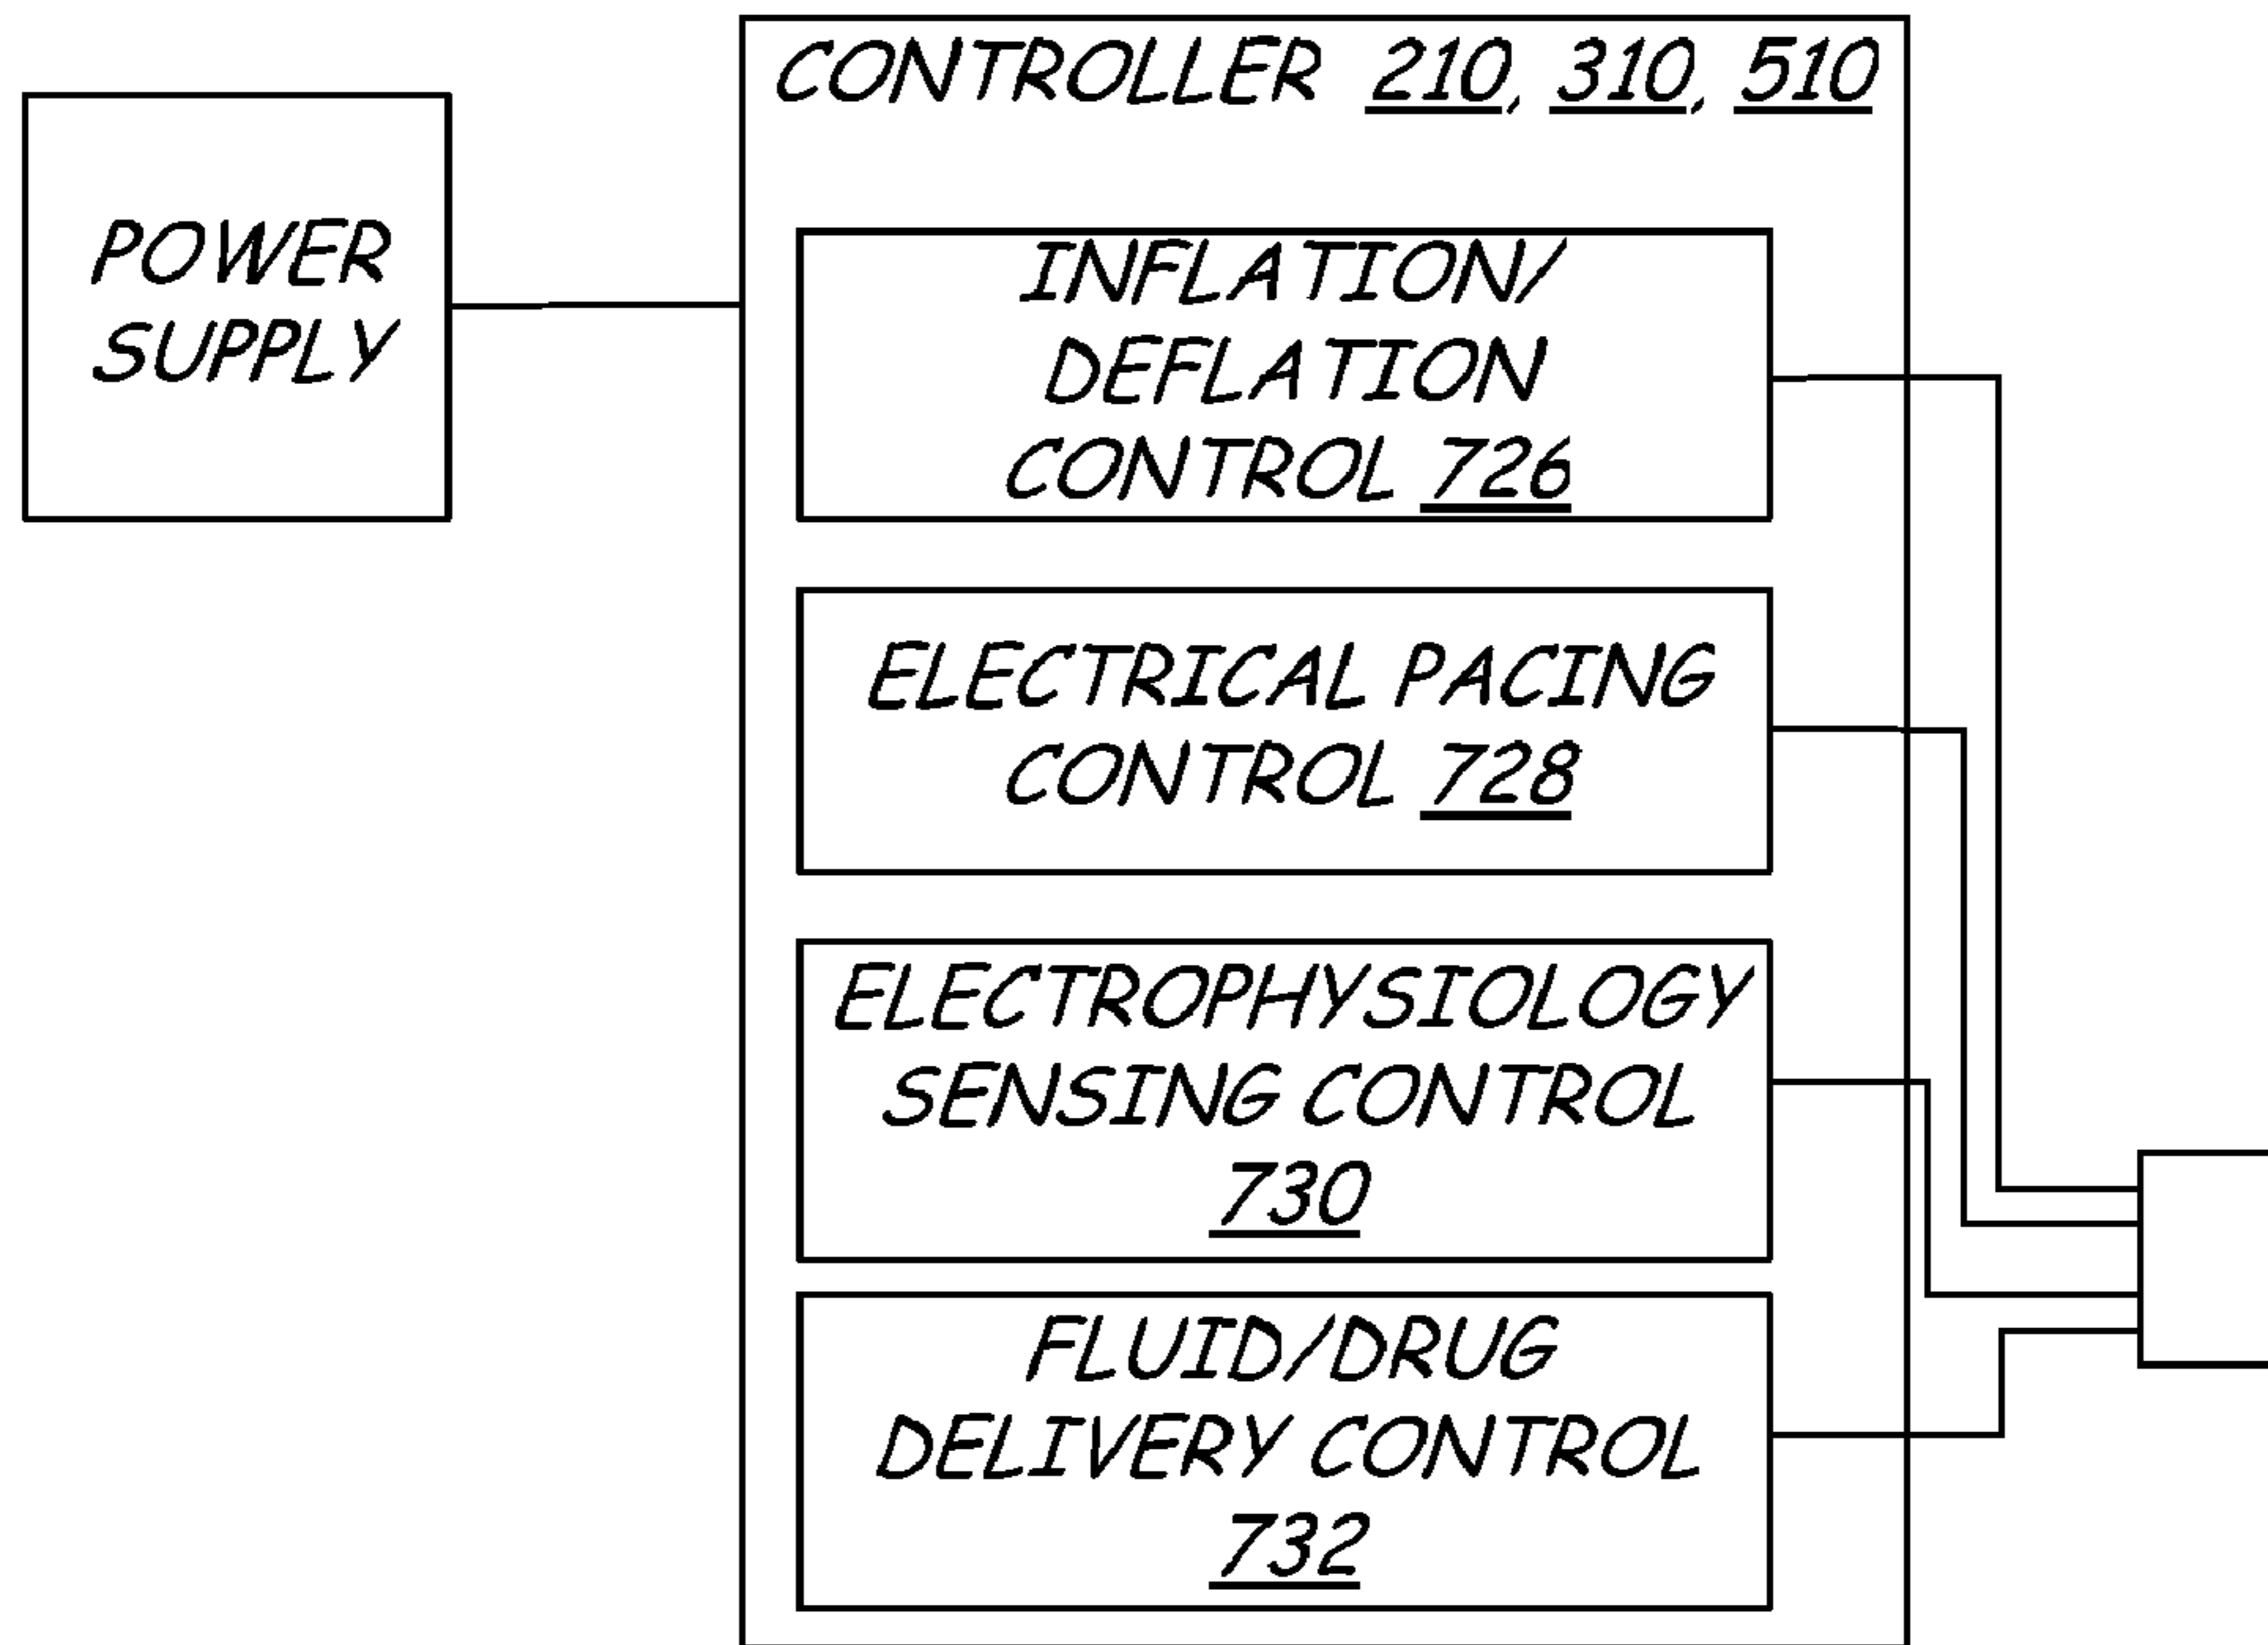 CONTROLLER 210, 310, 510
POWER
SUPPLY
INFLATION/
DEFLATION
CONTROL 726
ELECTRICAL PACING
CONTROL 728
ELECTROPHYSIOLOGY
SENSING CONTROL
730
FLUID/DRUG
DELIVERY CONTROL
732